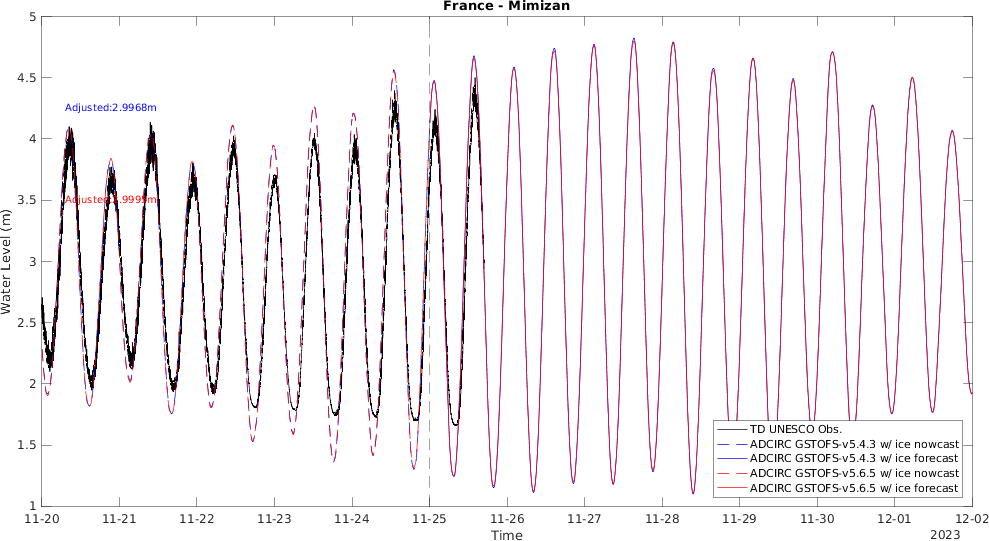 France - Mimizan
5
4.5
4
3.5
3
2.5
2
1.5
1
Water Level (m)
Adjusted:2.9968m
11-20
11-21
11-22
11-23
11-24
11-25
11-26
11-27
11-28
11-29
11-30
12-01
12-02
Time
2023
TD UNESCO Obs.
ADCIRC GSTOFS-v5.4.3 w/ ice nowcast
ADCIRC GSTOFS-v5.4.3 w/ ice forecast
ADCIRC GSTOFS-v5.6.5 w/ ice nowcast
ADCIRC GSTOFS-v5.6.5 w/ ice forecast